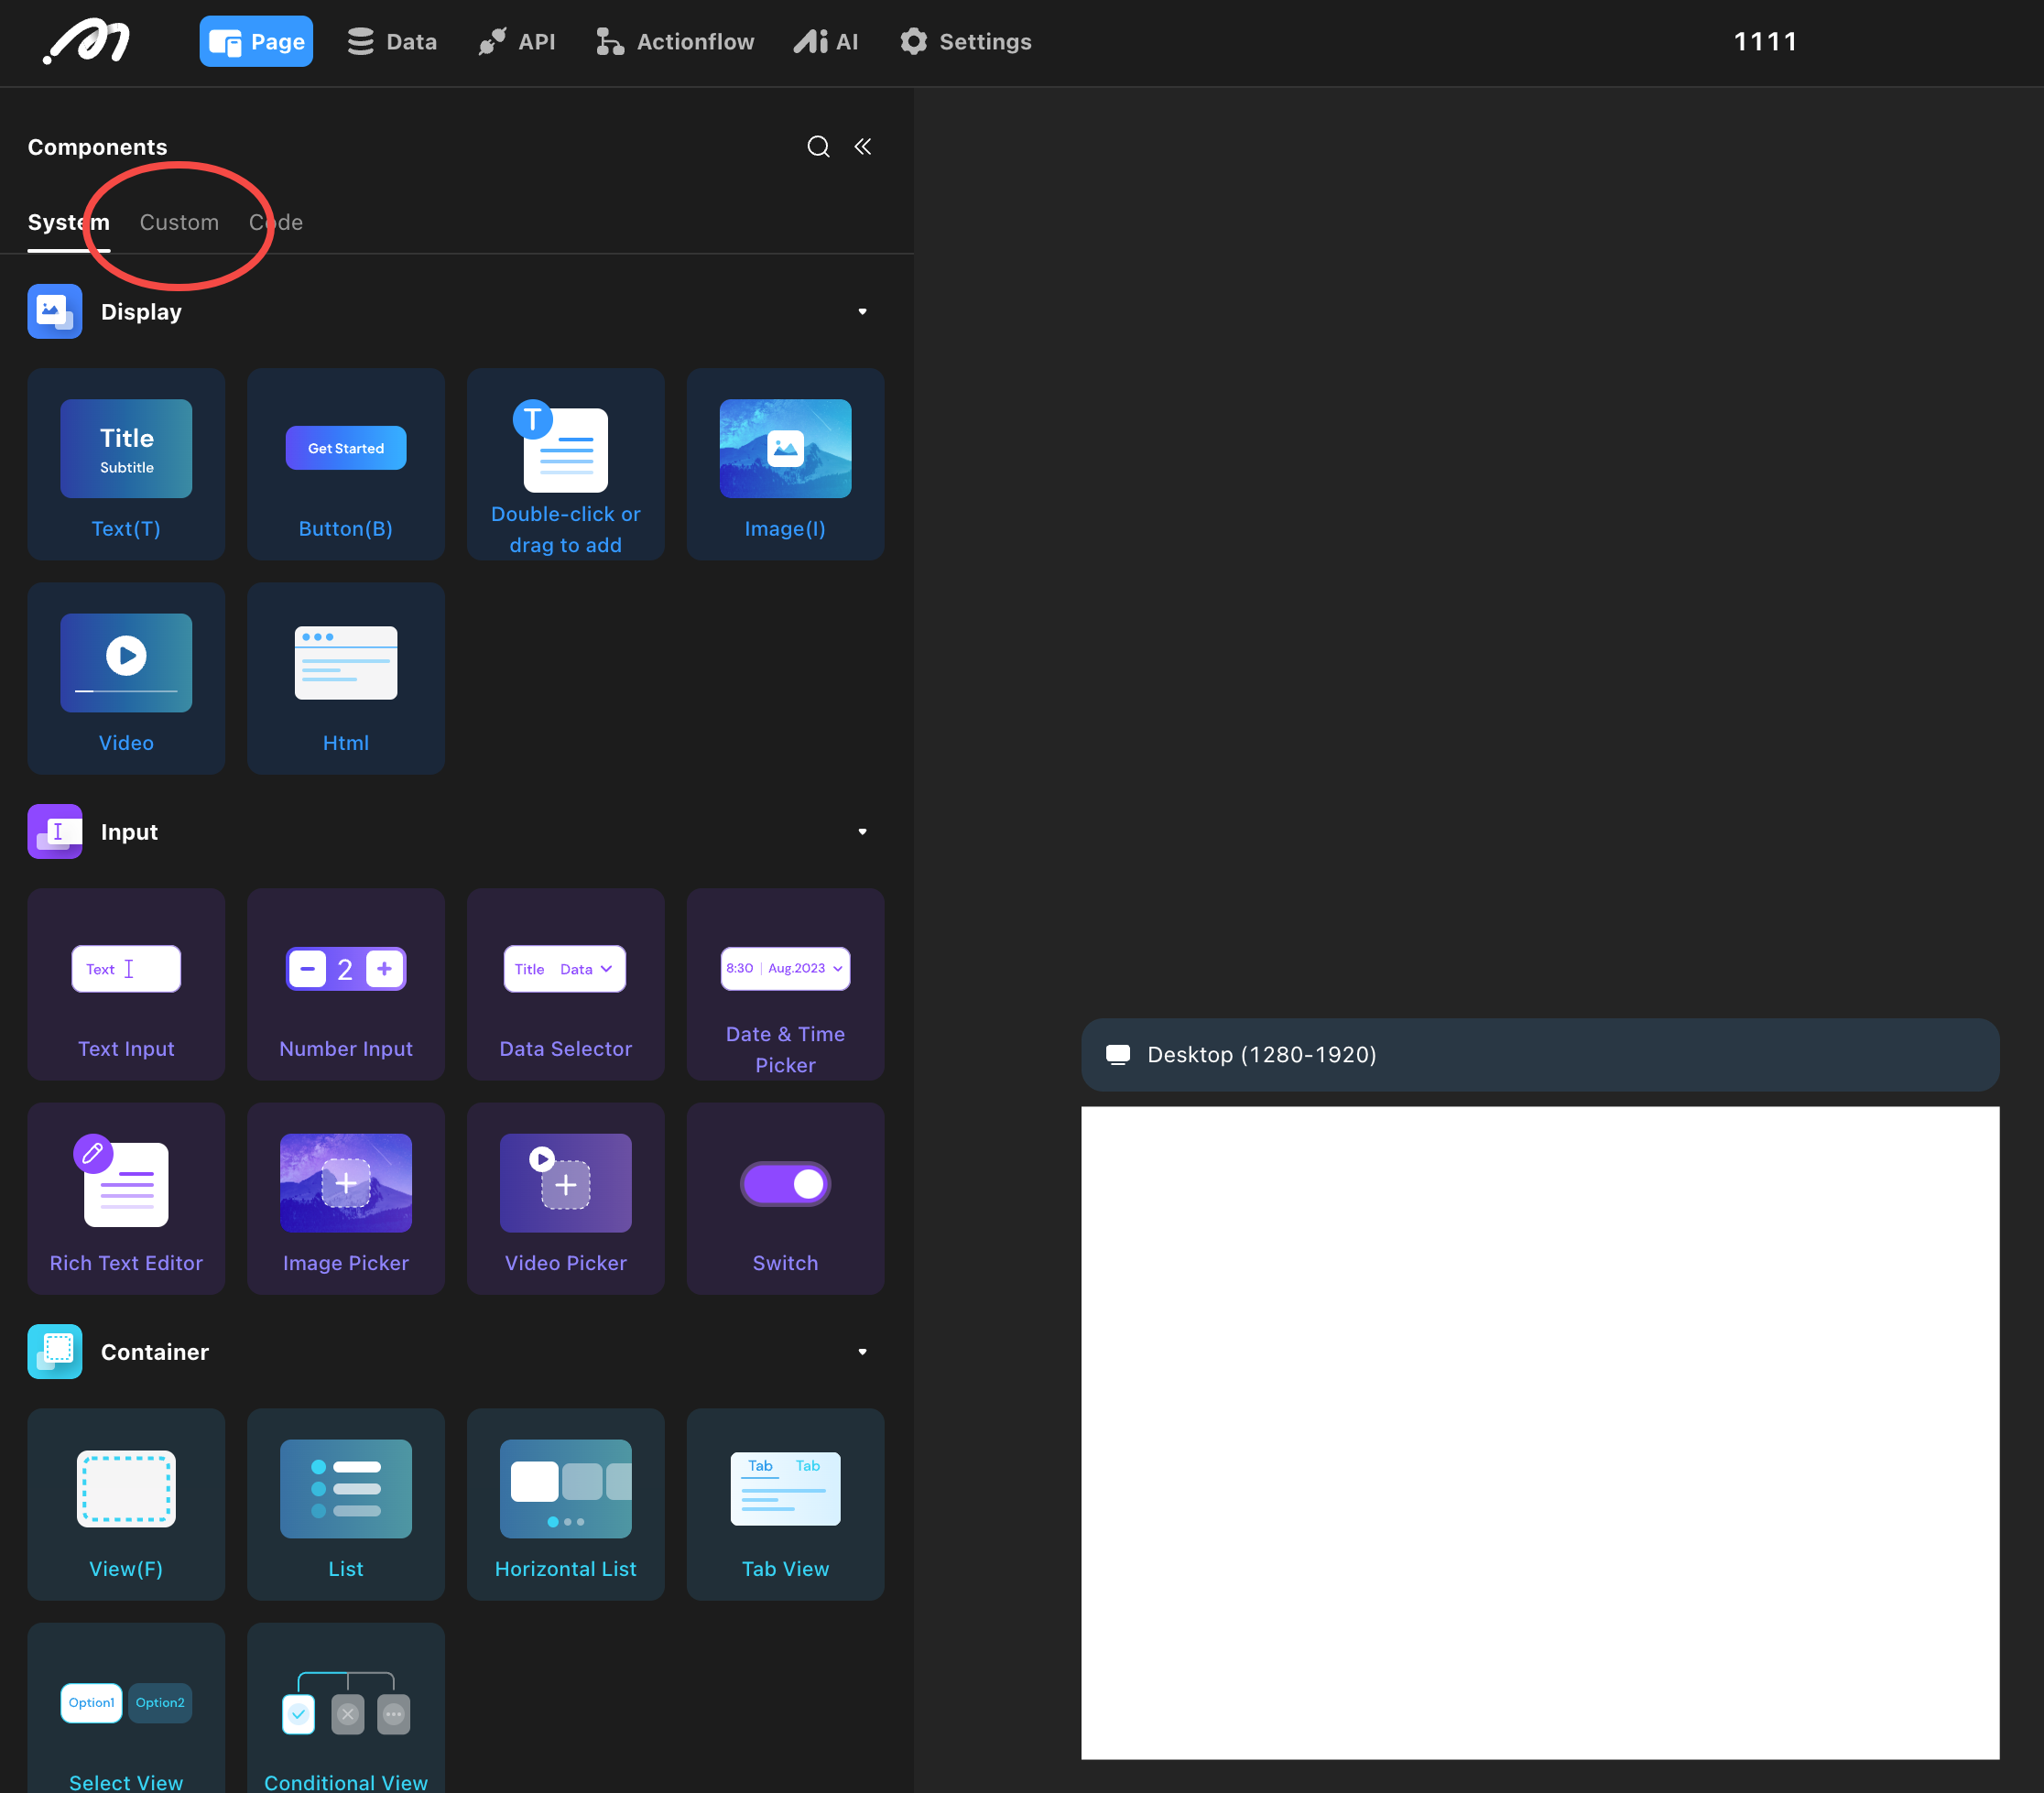 Page Data API Actionflow AI Settings 1111
Components
System Custom Code
Display
Title
Subtitle
Text(T)
Get Started
Button(B)
T
Double-click or
drag to add
Image(I)
Video
Html
Input
Text
Text Input
2
Number Input
Title Data
Data Selector
8:30 Aug.2023
Date & Time
Picker
Rich Text Editor
Image Picker
Video Picker
Switch
Container
View(F)
List
Horizontal List
Tab Tab
Tab View
Option1 Option2
Select View
Conditional View
Desktop (1280-1920)